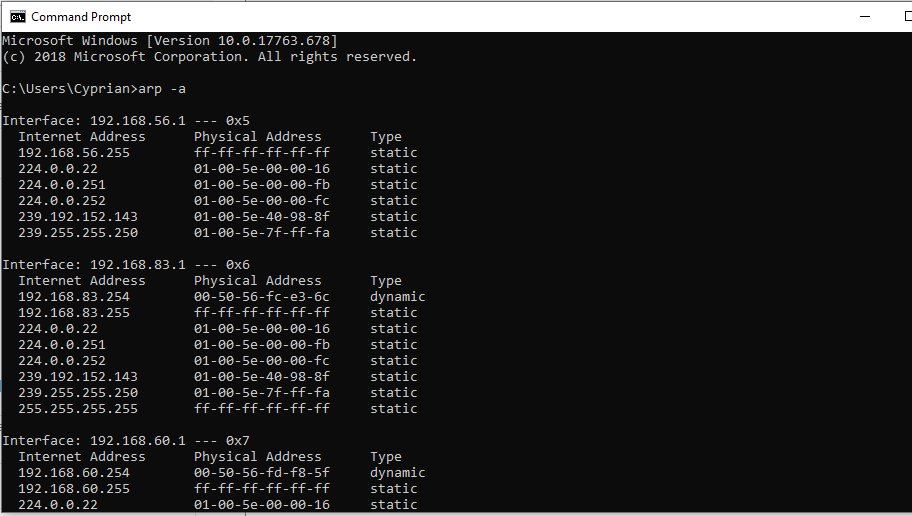 Command Prompt
Microsoft Windows [Version 10.0.17763.678]
(c) 2018 Microsoft Corporation. All rights reserved.
C:\Users\Cyprian>arp -a
Interface: 192.168.56.1 --- 0x5
Internet Address Physical Address Type
192.168.56.255 ff-ff-ff-ff-ff-ff static
224.0.0.22 01-00-5e-00-00-16 static
224.0.0.251 01-00-5e-00-00-fb static
224.0.0.252 01-00-5e-00-00-fc static
239.192.152.143 01-00-5e-40-98-8f static
239.255.255.250 01-00-5e-7f-ff-fa static
Interface: 192.168.83.1 --- 0x6
Internet Address Physical Address Type
192.168.83.254 00-50-56-fc-e3-6c dynamic
192.168.83.255 ff-ff-ff-ff-ff-ff static
224.0.0.22 01-00-5e-00-00-16 static
224.0.0.251 01-00-5e-00-00-fb static
224.0.0.252 01-00-5e-00-00-fc static
239.192.152.143 01-00-5e-40-98-8f static
239.255.255.250 01-00-5e-7f-ff-fa static
255.255.255.255 ff-ff-ff-ff-ff-ff static
Interface: 192.168.60.1 --- 0x7
Internet Address Physical Address Type
192.168.60.254 00-50-56-fd-f8-5f dynamic
192.168.60.255 ff-ff-ff-ff-ff-ff static
224.0.0.22 01-00-5e-00-00-16 static